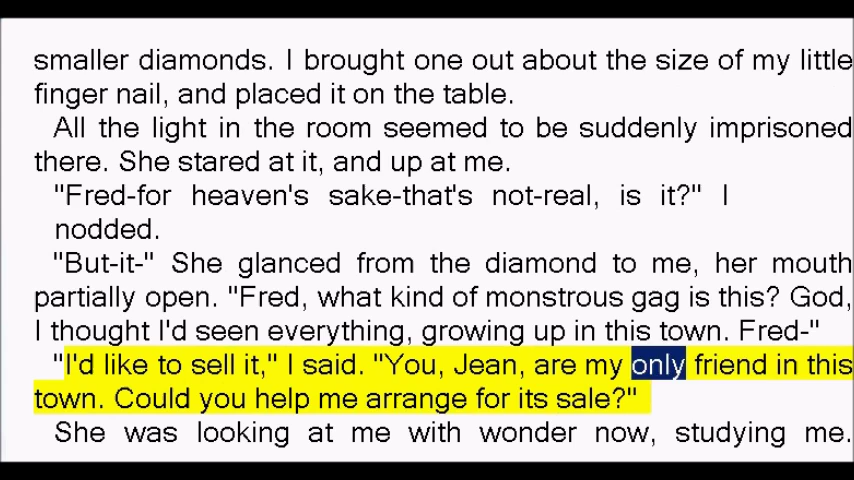 smaller diamonds. I brought one out about the size of my little
finger nail, and placed it on the table.
All the light in the room seemed to be suddenly imprisoned
there. She stared at it, and up at me.
"Fred-for heaven's sake-that's not-real, is it?" I
nodded.
"But-it-" She glanced from the diamond to me, her mouth
partially open. "Fred, what kind of monstrous gag is this? God,
I thought I'd seen everything, growing up in this town. Fred-"
"I'd like to sell it," I said. "You, Jean, are my only friend in this
town. Could you help me arrange for its sale?"
She was looking at me with wonder now, studying me.